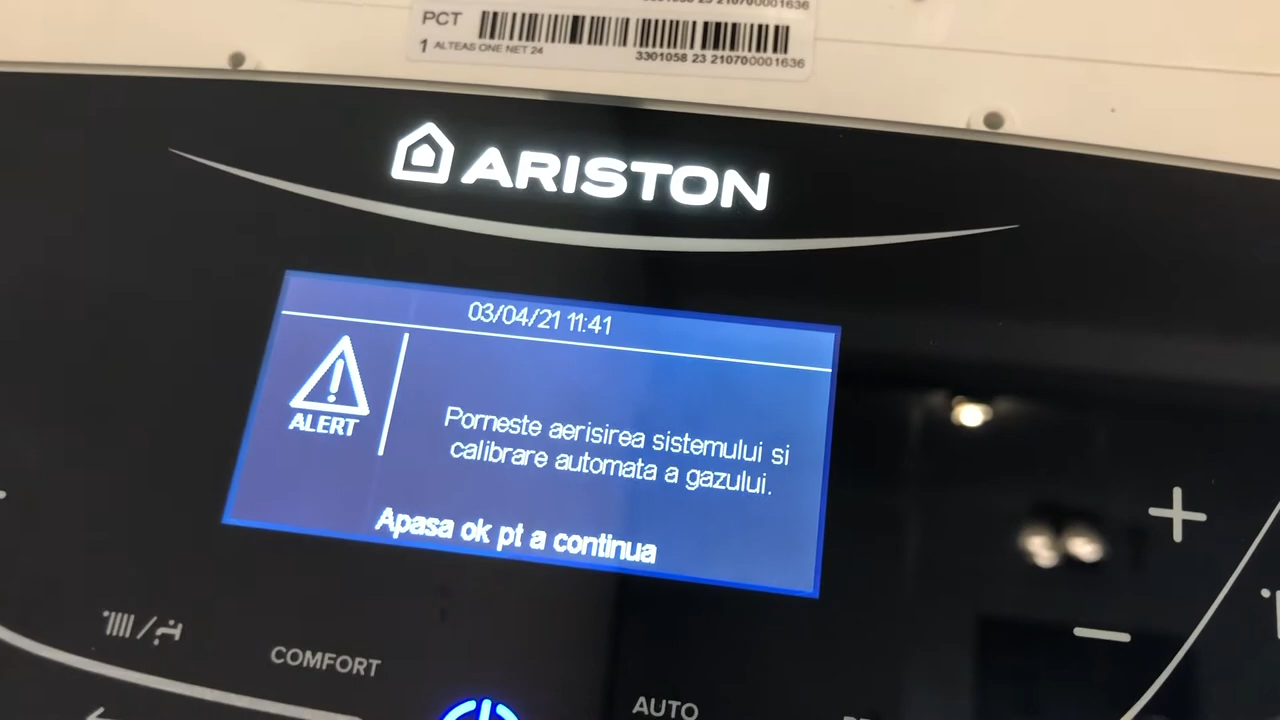 PCT
1 ALTEAS ONE NET 24
3301058 23 210700001636
ARISTON
03/04/21 11:41
ALERT
Porneste aerisirea sistemului si
calibrare automata a gazului.
Apasa ok pt a continua
COMFORT
AUTO